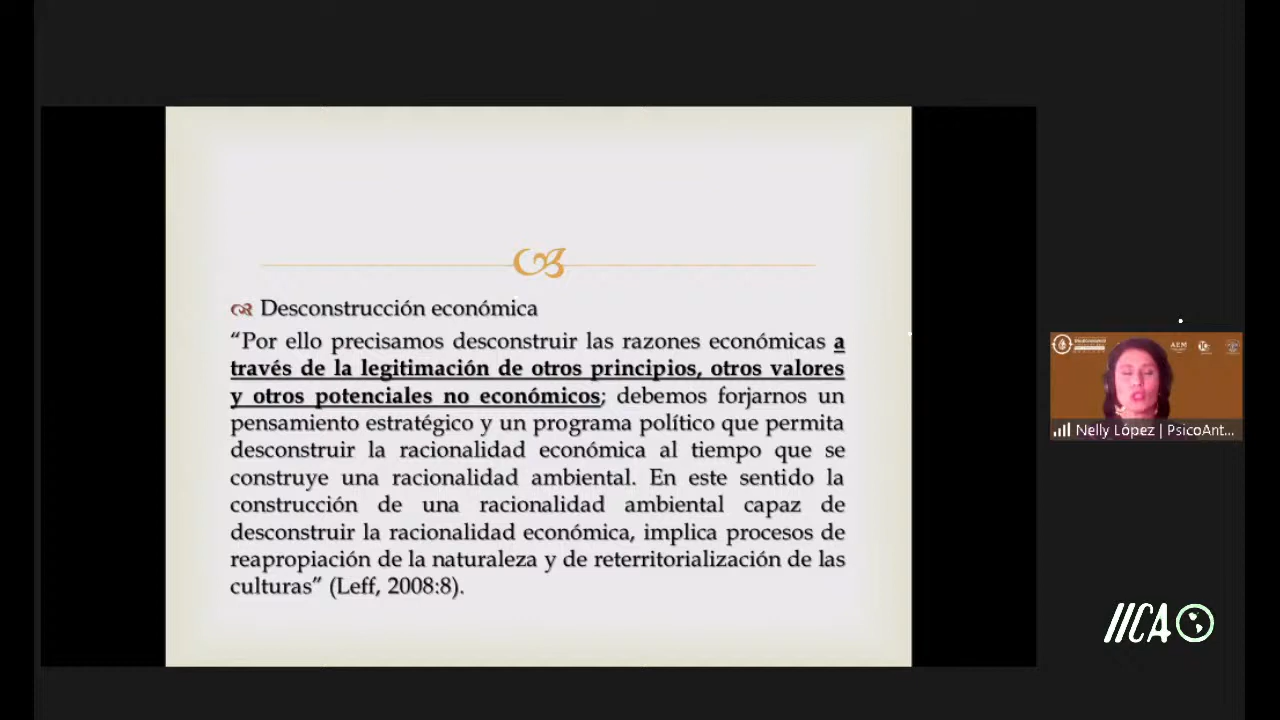 Desconstrucción económica
“Por ello precisamos desconstruir las razones económicas a
través de la legitimación de otros principios, otros valores
y otros potenciales no económicos; debemos forjarnos un
pensamiento estratégico y un programa político que permita
desconstruir la racionalidad económica al tiempo que se
construye una racionalidad ambiental. En este sentido la
construcción de una racionalidad ambiental capaz de
desconstruir la racionalidad económica, implica procesos de
reapropiación de la naturaleza y de reterritorialización de las
culturas” (Leff, 2008:8).
AEM
Nelly López | PsicoAnt...
IICA